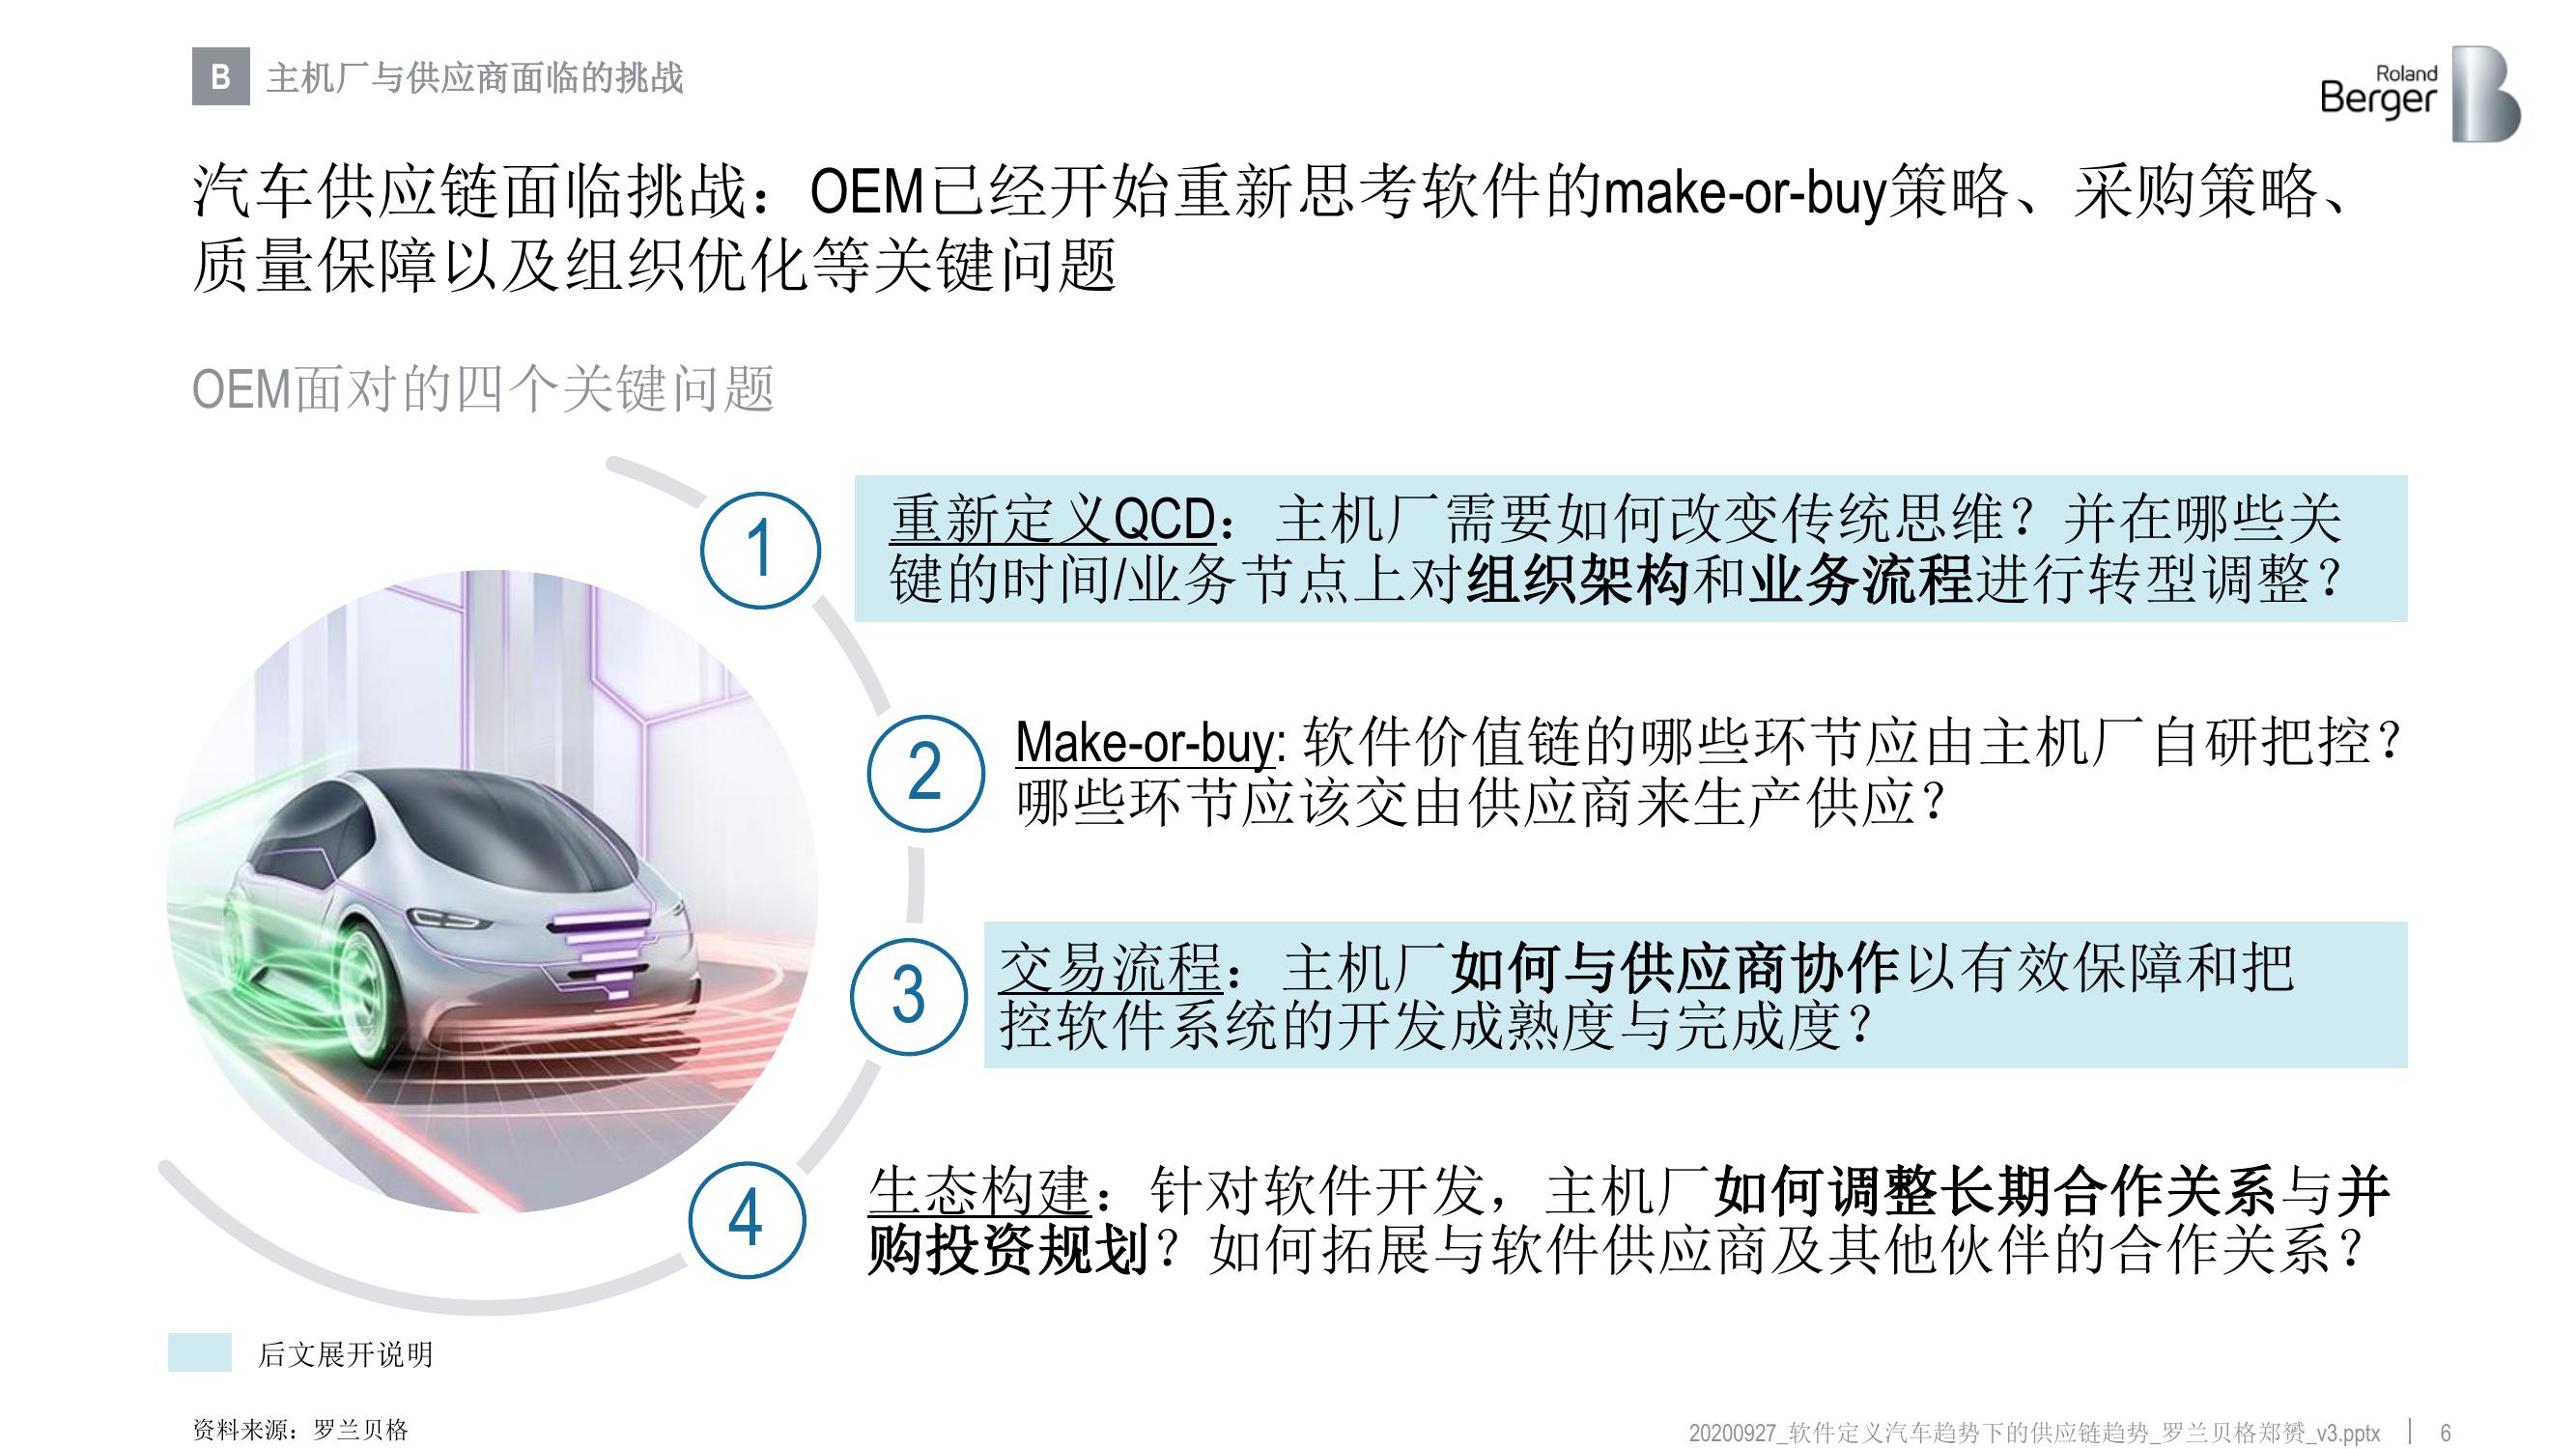 B 主机厂与供应商面临的挑战
Roland
Berger
汽车供应链面临挑战：OEM已经开始重新思考软件的make-or-buy策略、采购策略、
质量保障以及组织优化等关键问题
OEM面对的四个关键问题
1
重新定义QCD：主机厂需要如何改变传统思维？并在哪些关
键的时间/业务节点上对组织架构和业务流程进行转型调整？
2
Make-or-buy: 软件价值链的哪些环节应由主机厂自研把控？
哪些环节应该交由供应商来生产供应？
3
交易流程：主机厂如何与供应商协作以有效保障和把
控软件系统的开发成熟度与完成度？
4
生态构建：针对软件开发，主机厂如何调整长期合作关系与并
购投资规划？如何拓展与软件供应商及其他伙伴的合作关系？
后文展开说明
资料来源：罗兰贝格
20200927_软件定义汽车趋势下的供应链趋势_罗兰贝格郑赟_v3.pptx 6